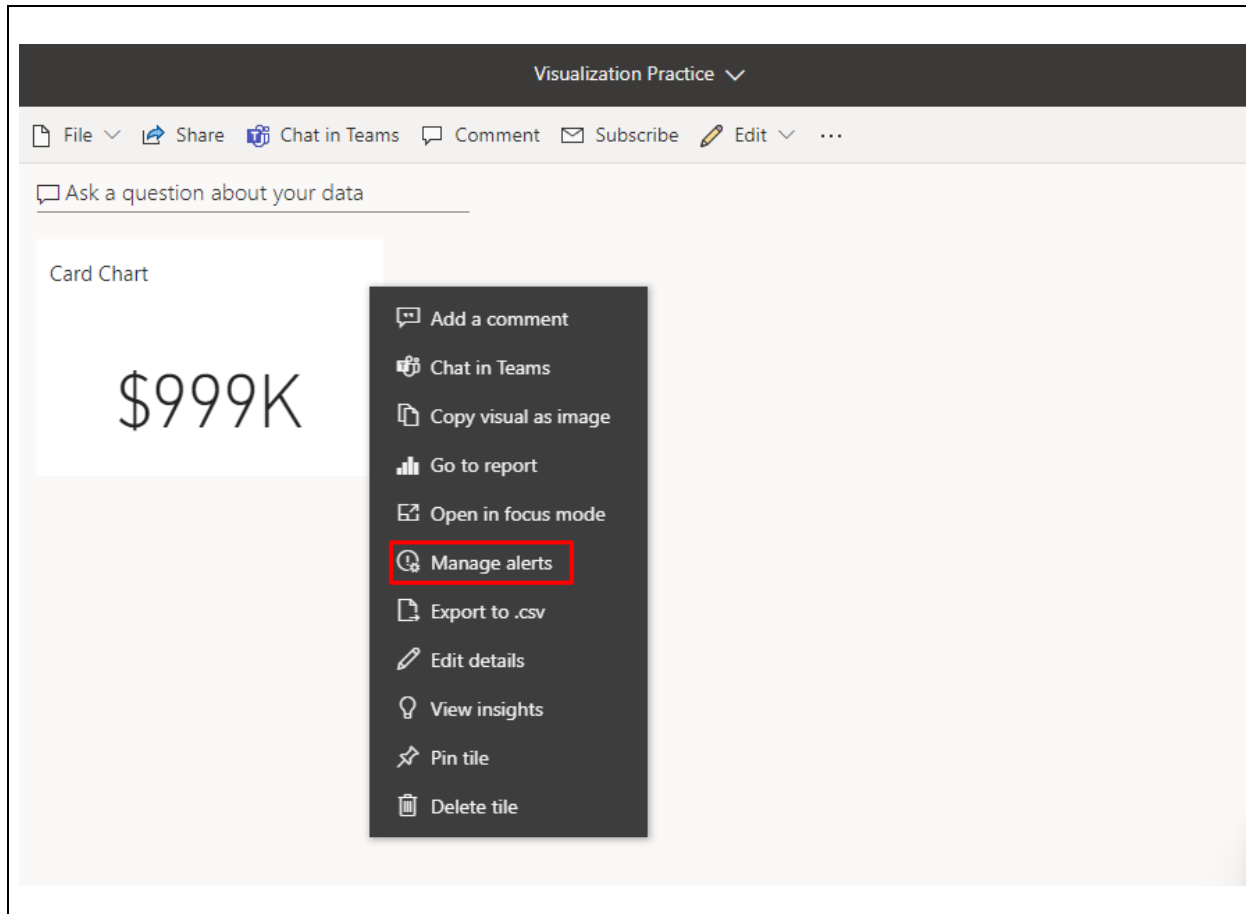 Visualization Practice
File Share Chat in Teams Comment Subscribe Edit ...
Ask a question about your data
Card Chart
$999K
Add a comment
Chat in Teams
Copy visual as image
Go to report
Open in focus mode
Manage alerts
Export to .csv
Edit details
View insights
Pin tile
Delete tile